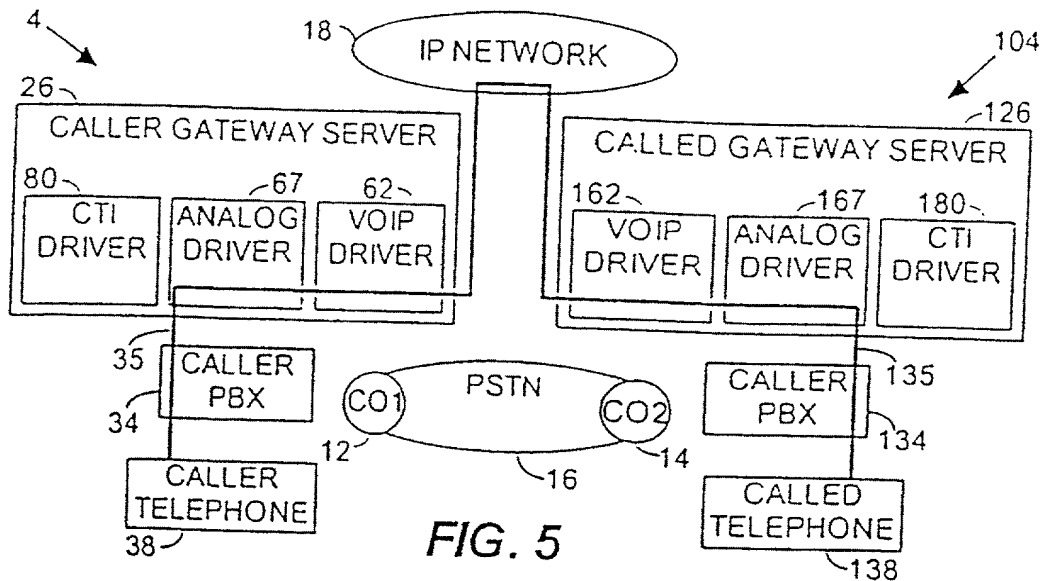 4
18
IP NETWORK
104
26
CALLER GATEWAY SERVER
126
CALLED GATEWAY SERVER
80
CTI
DRIVER
67
ANALOG
DRIVER
62
VOIP
DRIVER
162
VOIP
DRIVER
167
ANALOG
DRIVER
180
CTI
DRIVER
35
CALLER
PBX
34
CO1
PSTN
CO2
12
16
14
135
CALLER
PBX
134
CALLER
TELEPHONE
38
CALLED
TELEPHONE
138
FIG. 5